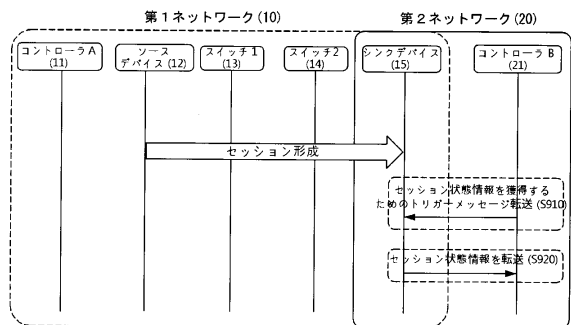 第１ネットワーク(10)
第２ネットワーク(20)
コントローラA
(11)
ソース
デバイス(12)
スイッチ1
(13)
スイッチ2
(14)
シンクデバイス
(15)
コントローラB
(21)
セッション形成
セッション状態情報を獲得する
ためのトリガーメッセージ転送(S910)
セッション状態情報を転送(S920)